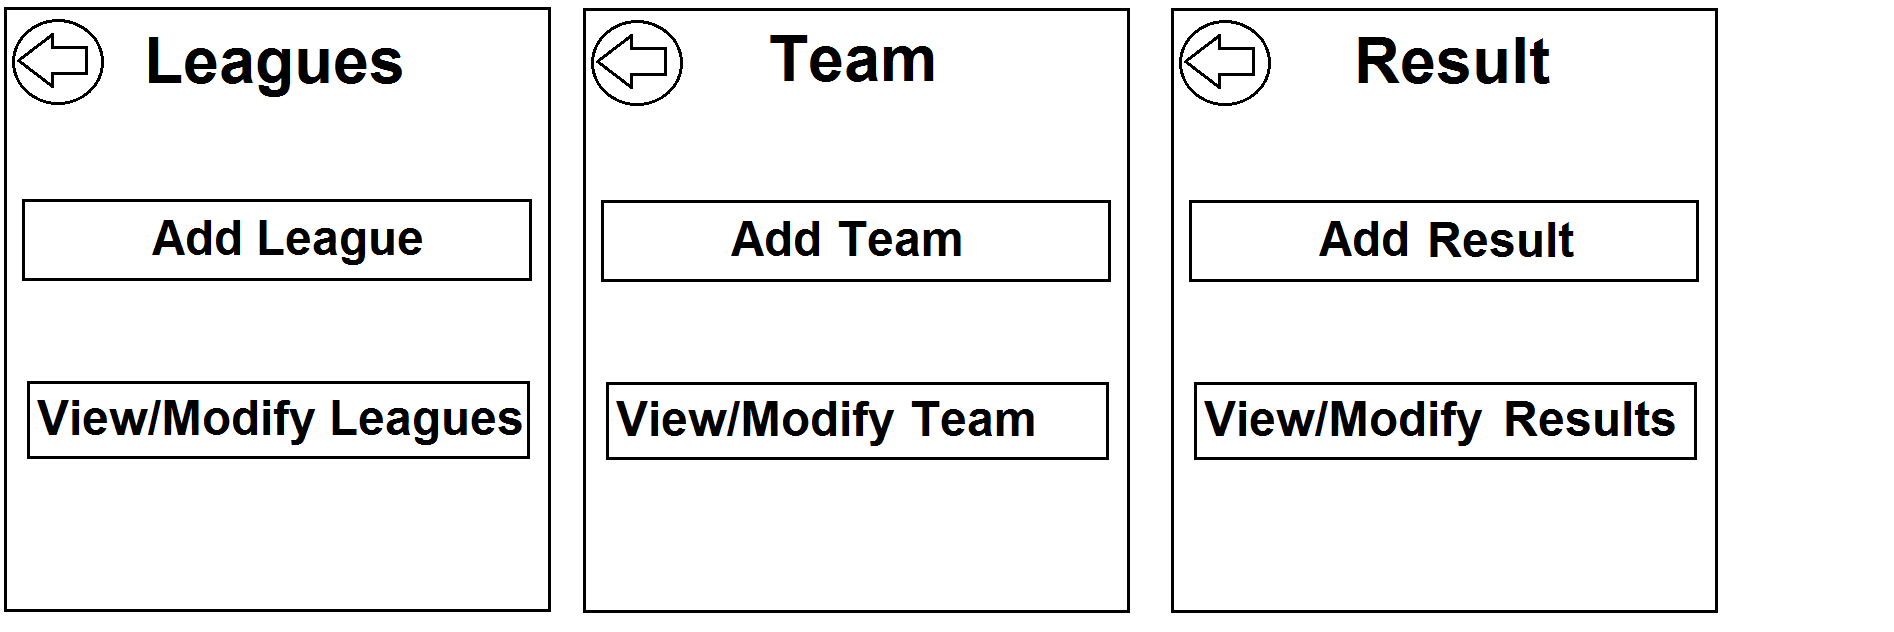 Leagues
Add League
View/Modify Leagues
Team
Add Team
View/Modify Team
Result
Add Result
View/Modify Results